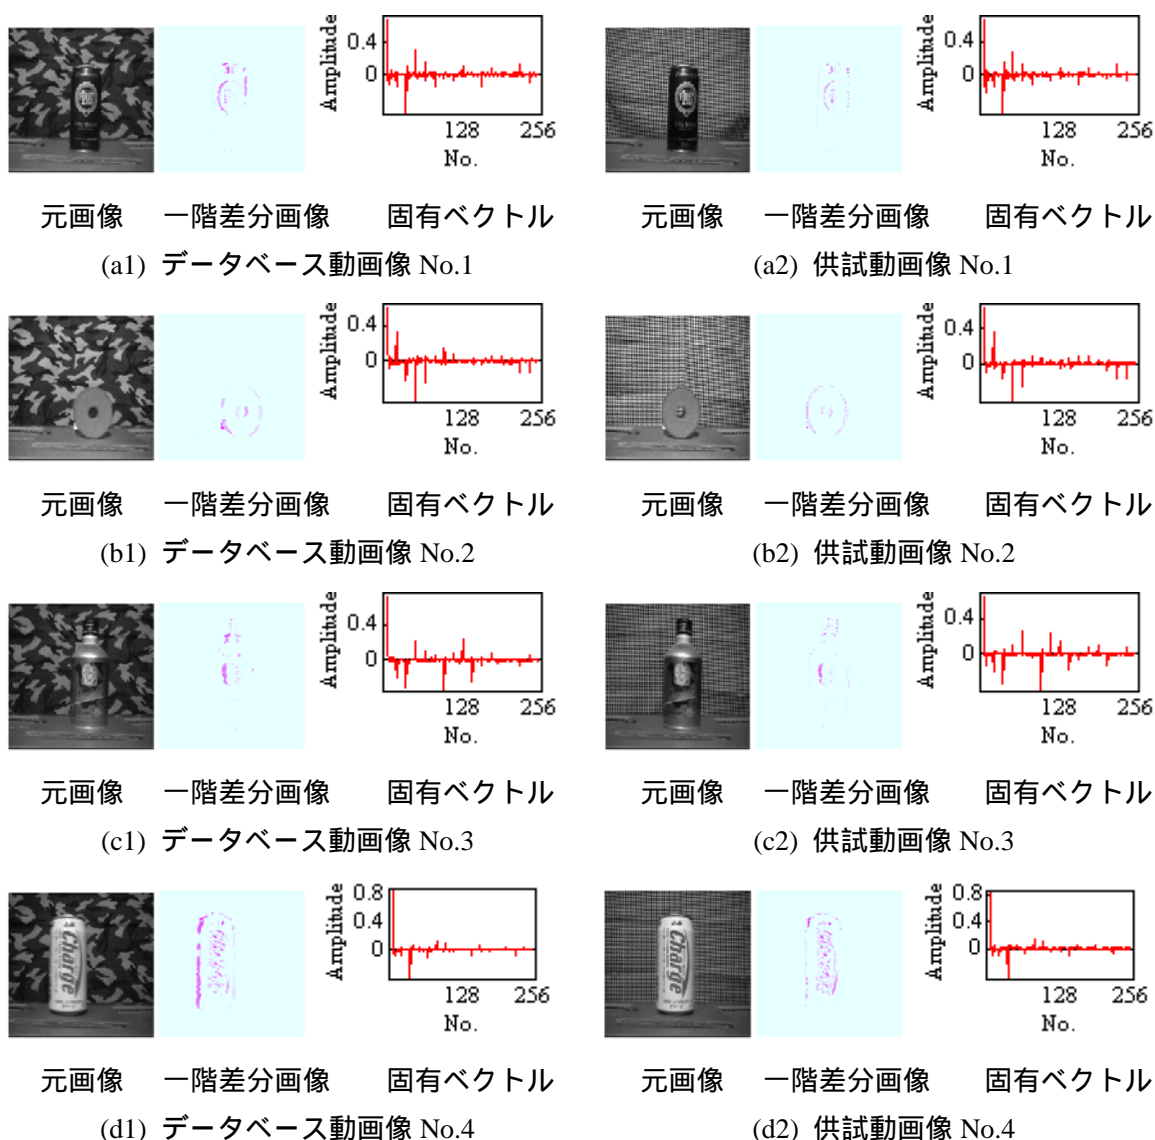 Amplitude 0.4 0 128 256 No.
Amplitude 0.4 0 128 256 No.
元画像 一階差分画像 固有ベクトル
元画像 一階差分画像 固有ベクトル
(a1) データベース動画像 No.1
(a2) 供試動画像 No.1
Amplitude 0.4 0 128 256 No.
Amplitude 0.4 0 128 256 No.
元画像 一階差分画像 固有ベクトル
元画像 一階差分画像 固有ベクトル
(b1) データベース動画像 No.2
(b2) 供試動画像 No.2
Amplitude 0.4 0 128 256 No.
Amplitude 0.4 0 128 256 No.
元画像 一階差分画像 固有ベクトル
元画像 一階差分画像 固有ベクトル
(c1) データベース動画像 No.3
(c2) 供試動画像 No.3
Charge
Amplitude 0.8 0.4 0 128 256 No.
Charge
Amplitude 0.8 0.4 0 128 256 No.
元画像 一階差分画像 固有ベクトル
元画像 一階差分画像 固有ベクトル
(d1) データベース動画像 No.4
(d2) 供試動画像 No.4